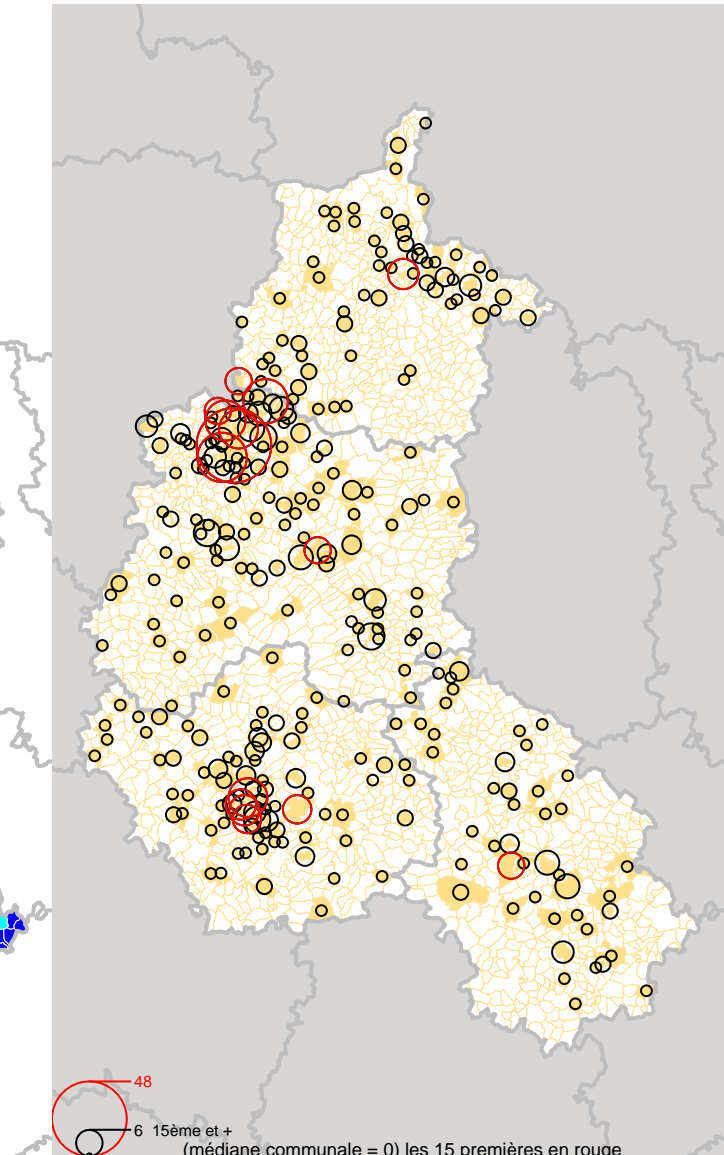 48
6 15ème et +
(médiane communale = 0) les 15 premières en rouge